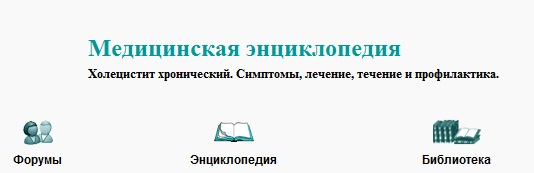 Медицинская энциклопедия
Холецистит хронический. Симптомы, лечение, течение и профилактика.
Форумы Энциклопедия Библиотека